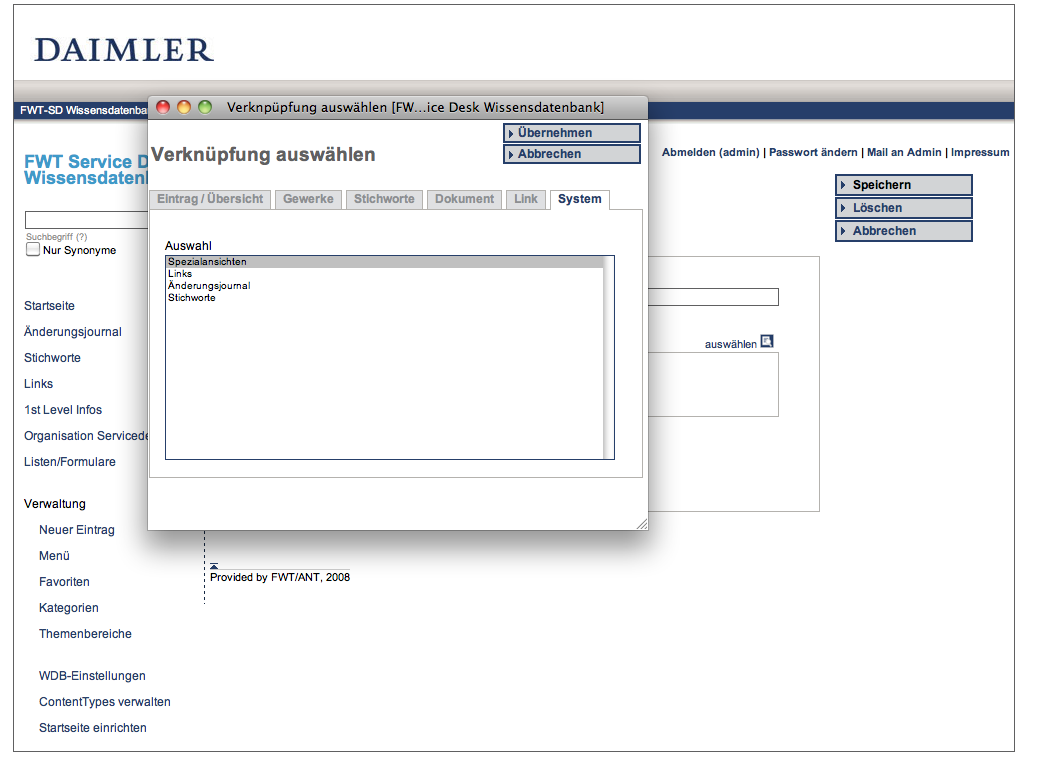 DAIMLER
FWT-SD Wissensdatenba
Verknpüpfung auswählen [FW...ice Desk Wissensdatenbank]
Übernehmen
Abbrechen
Verknüpfung auswählen
Eintrag / Übersicht Gewerke Stichworte Dokument Link System
Auswahl
Spezialansichten
Links
Änderungsjournal
Stichworte
Abmelden (admin) | Passwort ändern | Mail an Admin | Impressum
Speichern
Löschen
Abbrechen
auswählen
FWT Service D
Wissensdatenl
Suchbegriff (?)
Nur Synonyme
Startseite
Änderungsjournal
Stichworte
Links
1st Level Infos
Organisation Servicede
Listen/Formulare
Verwaltung
Neuer Eintrag
Menü
Favoriten
Kategorien
Themenbereiche
WDB-Einstellungen
ContentTypes verwalten
Startseite einrichten
Provided by FWT/ANT, 2008